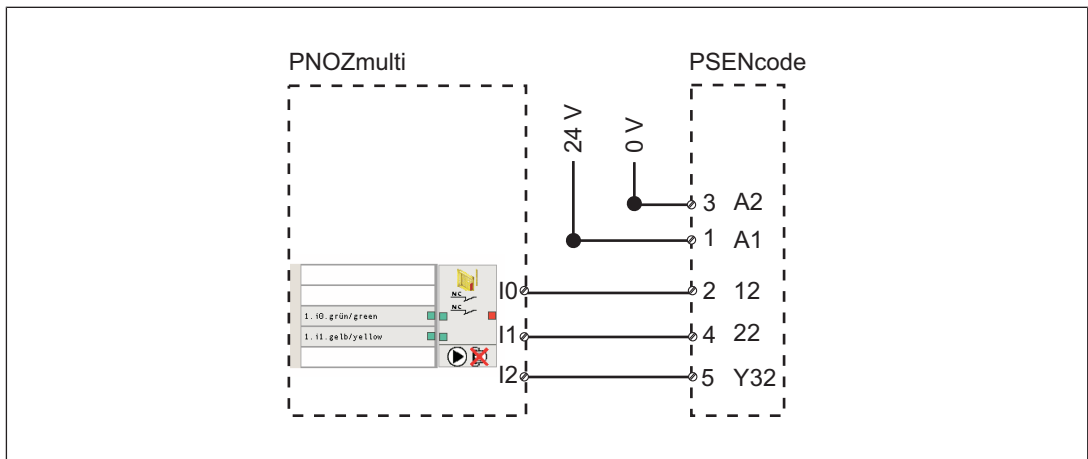 PNOZmulti PSENcode
24 V
0 V
3 A2
1 A1
I0 2 12
NC
NC
1.i0.grün/green
1.i1.gelb/yellow
I1 4 22
I2 5 Y32